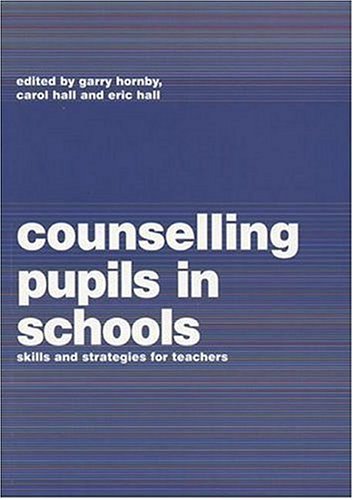 edited by garry hornby,
carol hall and eric hall
counselling
pupils in
schools
skills and strategies for teachers